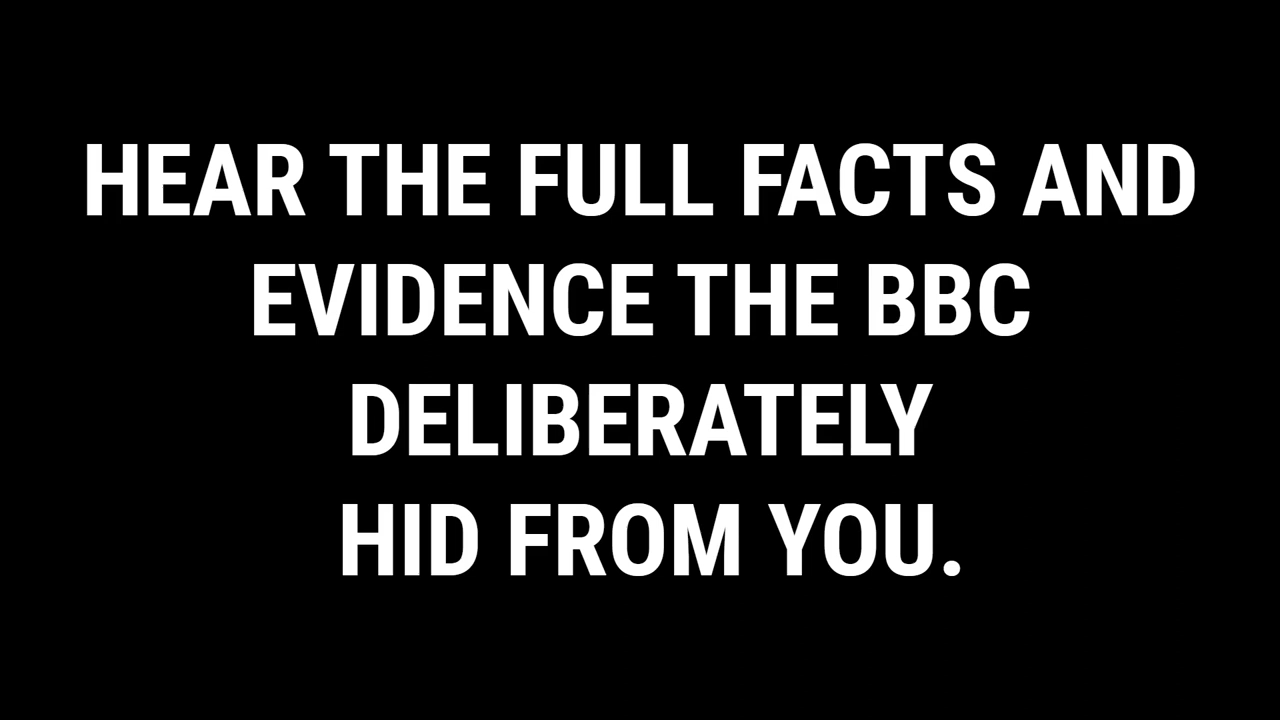 HEAR THE FULL FACTS AND
EVIDENCE THE BBC
DELIBERATELY
HID FROM YOU.